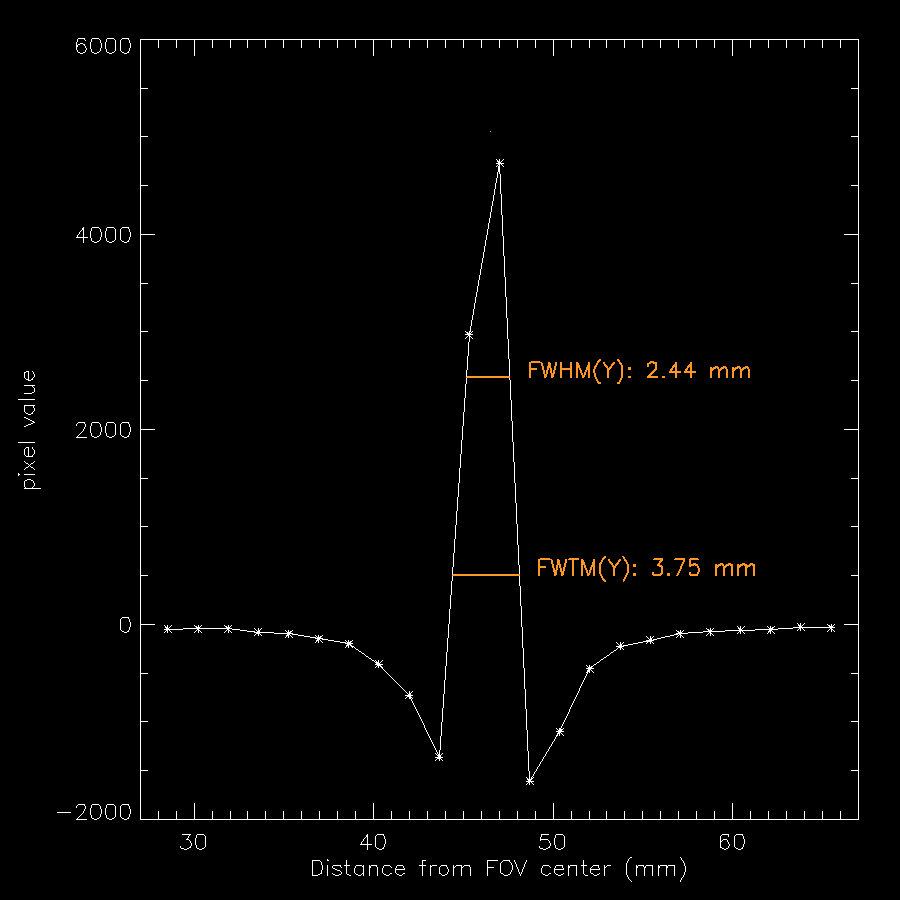 6000
4000
FWHM(Y): 2.44 mm
2000
pixel value
FWTM(Y): 3.75 mm
0
-2000
30 40 50 60
Distance from FOV center (mm)